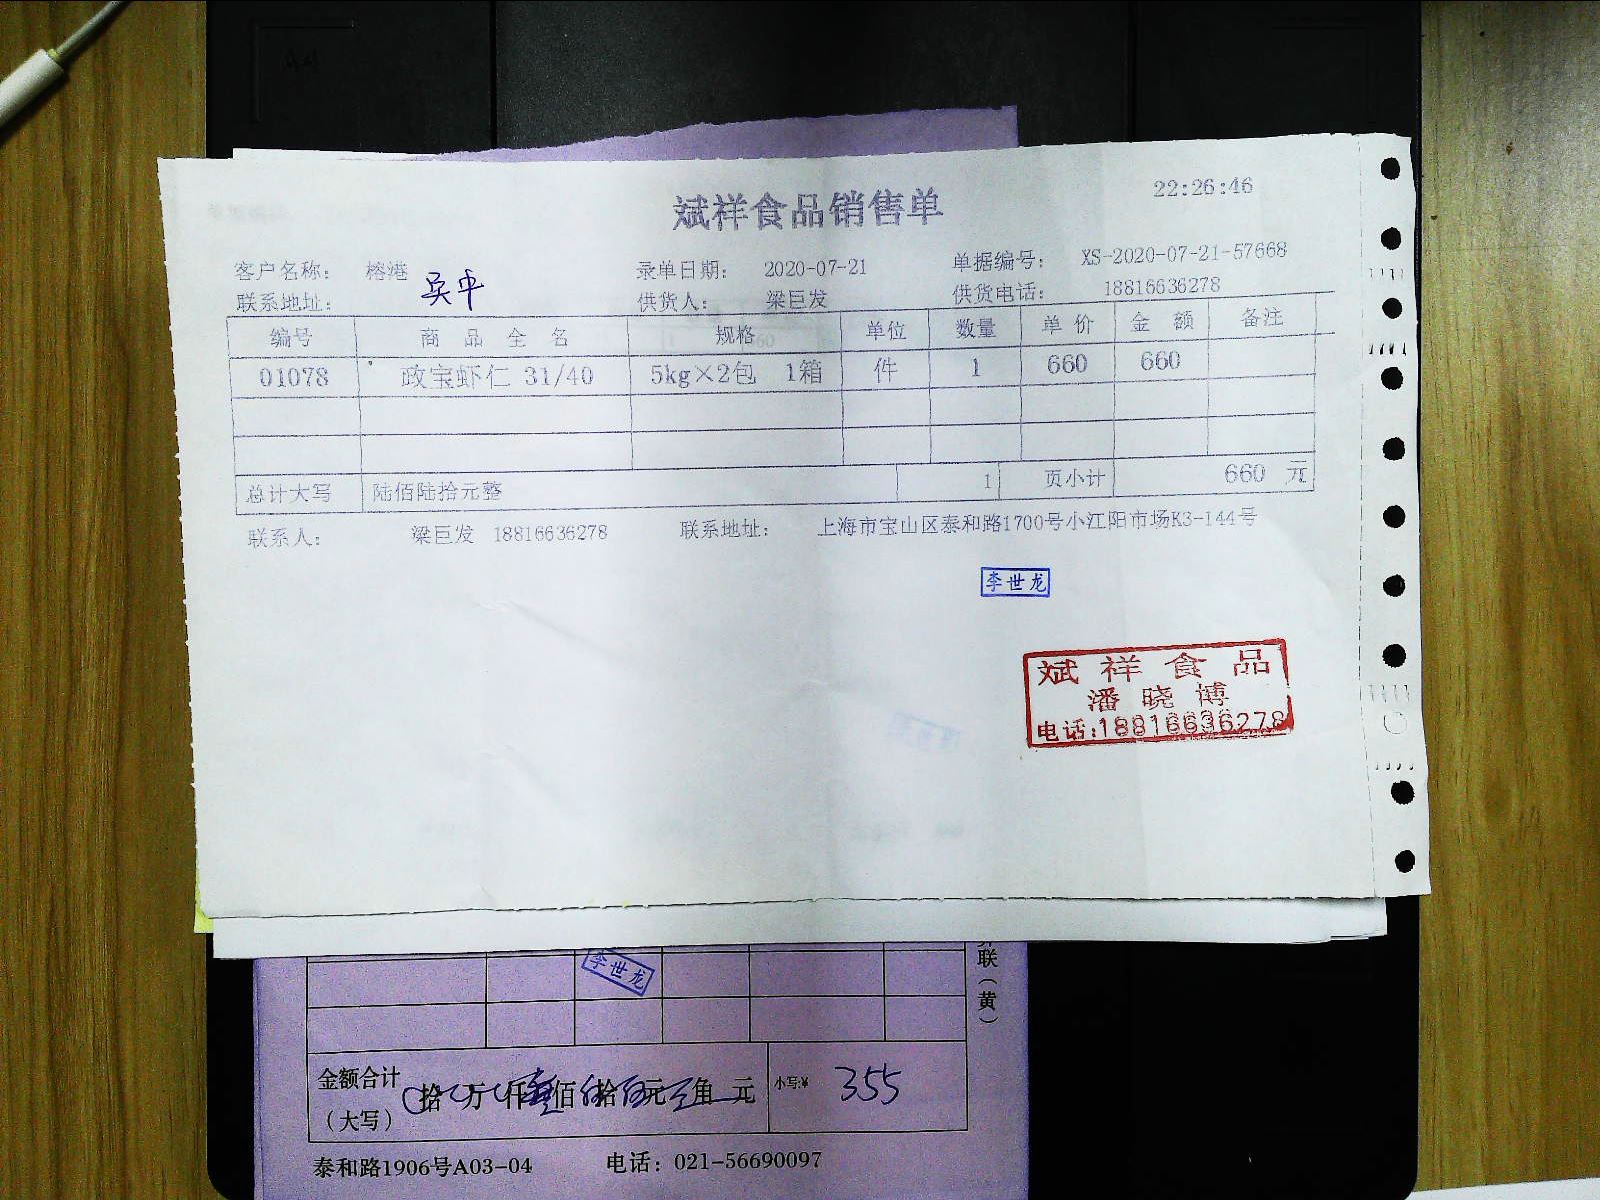 22:26:46
斌祥食品销售单
客户名称： 榕港 录单日期： 2020-07-21 单据编号： XS-2020-07-21-57668
联系地址： 吴平 供货人： 梁巨发 供货电话： 18816636278
编号 商 品 全 名 规格 单位 数量 单 价 金 额 备注
01078 政宝虾仁 31/40 5kg×2包 1箱 件 1 660 660
总计大写 陆佰陆拾元整 1 页小计 660 元
联系人： 梁巨发 18816636278 联系地址： 上海市宝山区泰和路1700号小江阳市场K3-144号
李世龙
斌祥食品
潘晓博
电话:18816636278
李世龙
联（黄）
金额合计（大写） 拾 万 仟 佰 拾 元 角 元 小写:¥ 355
泰和路1906号A03-04 电话：021-56690097